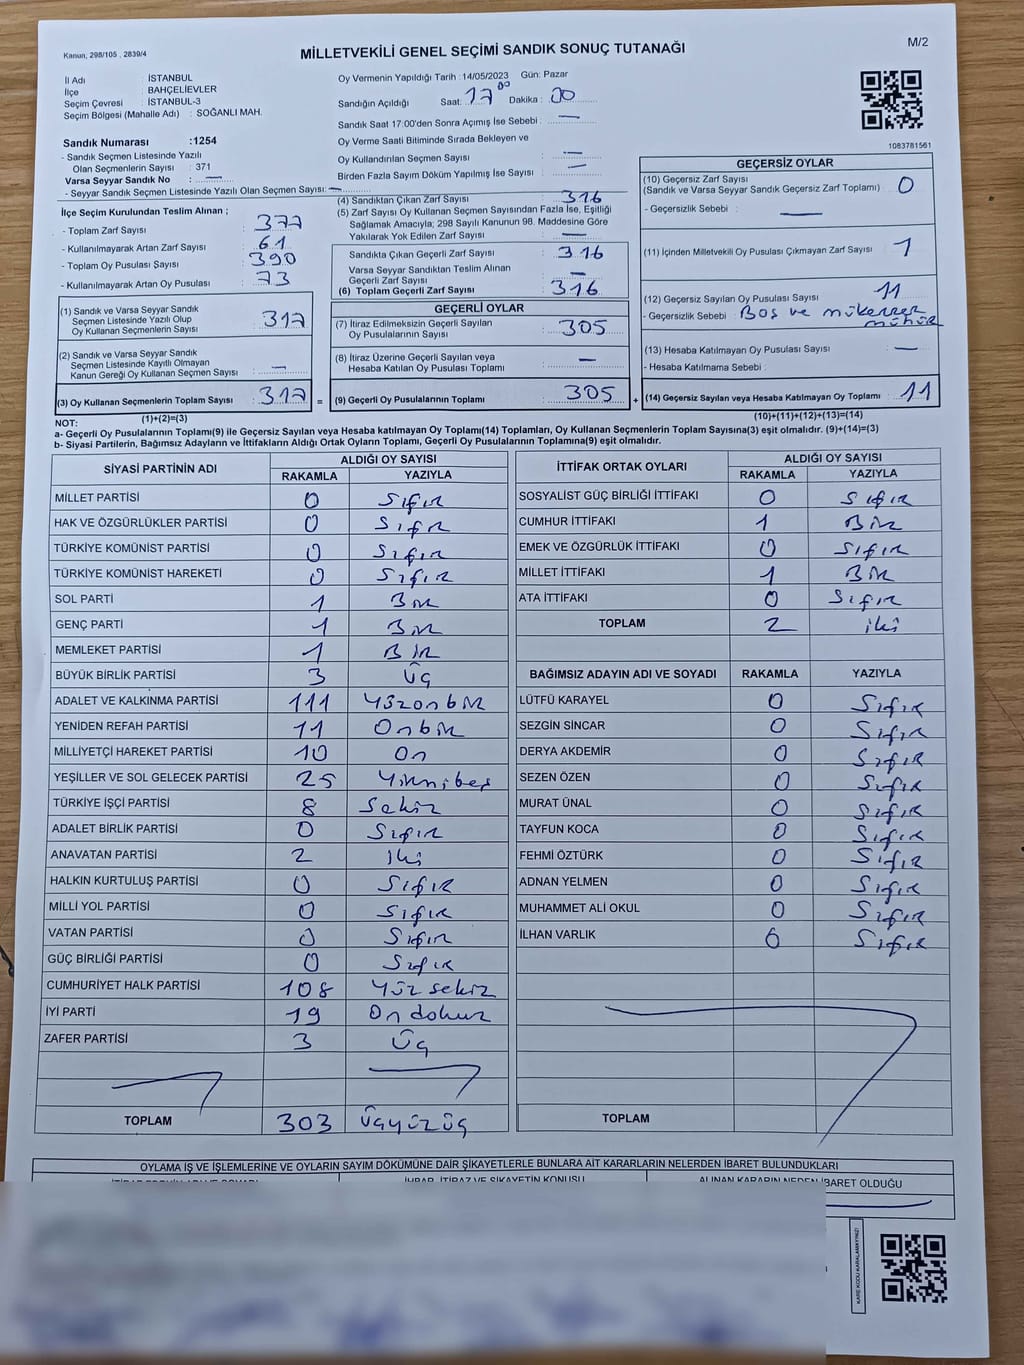 Kanun, 298/105 , 2839/4
MİLLETVEKİLİ GENEL SEÇİMİ SANDIK SONUÇ TUTANAĞI
M/2
İl Adı : İSTANBUL
İlçe : BAHÇELİEVLER
Seçim Çevresi : İSTANBUL-3
Seçim Bölgesi (Mahalle Adı) : SOĞANLI MAH.
Sandık Numarası :1254
- Sandık Seçmen Listesinde Yazılı
Olan Seçmenlerin Sayısı : 371
Varsa Seyyar Sandık No : —
- Seyyar Sandık Seçmen Listesinde Yazılı Olan Seçmen Sayısı: —
Oy Vermenin Yapıldığı Tarih : 14/05/2023 Gün: Pazar
Sandığın Açıldığı Saat: 17 00 Dakika : 00
Sandık Saat 17:00'den Sonra Açımış İse Sebebi : —
Oy Verme Saati Bitiminde Sırada Bekleyen ve
Oy Kullandırılan Seçmen Sayısı : —
Birden Fazla Sayım Döküm Yapılmış İse Sayısı : —
1083781561
İlçe Seçim Kurulundan Teslim Alınan ;
- Toplam Zarf Sayısı : 377
- Kullanılmayarak Artan Zarf Sayısı : 61
- Toplam Oy Pusulası Sayısı : 390
- Kullanılmayarak Artan Oy Pusulası : 73
(1) Sandık ve Varsa Seyyar Sandık
Seçmen Listesinde Yazılı Olup
Oy Kullanan Seçmenlerin Sayısı : 317
(2) Sandık ve Varsa Seyyar Sandık
Seçmen Listesinde Kayıtlı Olmayan
Kanun Gereği Oy Kullanan Seçmen Sayısı : —
(3) Oy Kullanan Seçmenlerin Toplam Sayısı : 317 =
(1)+(2)=(3)
(4) Sandıktan Çıkan Zarf Sayısı : 316
(5) Zarf Sayısı Oy Kullanan Seçmen Sayısından Fazla İse, Eşitliği
Sağlamak Amacıyla; 298 Sayılı Kanunun 98. Maddesine Göre
Yakılarak Yok Edilen Zarf Sayısı : —
Sandıkta Çıkan Geçerli Zarf Sayısı : 316
Varsa Seyyar Sandıktan Teslim Alınan
Geçerli Zarf Sayısı : —
(6) Toplam Geçerli Zarf Sayısı : 316
GEÇERLİ OYLAR
(7) İtiraz Edilmeksizin Geçerli Sayılan
Oy Pusulalarının Sayısı : 305
(8) İtiraz Üzerine Geçerli Sayılan veya
Hesaba Katılan Oy Pusulası Toplamı : —
(9) Geçerli Oy Pusulalarının Toplamı : 305 +
GEÇERSİZ OYLAR
(10) Geçersiz Zarf Sayısı
(Sandık ve Varsa Seyyar Sandık Geçersiz Zarf Toplamı) : 0
- Geçersizlik Sebebi : —
(11) İçinden Milletvekili Oy Pusulası Çıkmayan Zarf Sayısı : 1
(12) Geçersiz Sayılan Oy Pusulası Sayısı : 11
- Geçersizlik Sebebi : Boş ve mükerrer
mühür
(13) Hesaba Katılmayan Oy Pusulası Sayısı : —
- Hesaba Katılmama Sebebi :
(14) Geçersiz Sayılan veya Hesaba Katılmayan Oy Toplamı : 11
(10)+(11)+(12)+(13)=(14)
NOT:
a- Geçerli Oy Pusulalarının Toplamı(9) ile Geçersiz Sayılan veya Hesaba Katılmayan Oy Toplamı(14) Toplamları, Oy Kullanan Seçmenlerin Toplam Sayısına(3) eşit olmalıdır. (9)+(14)=(3)
b- Siyasi Partilerin, Bağımsız Adayların ve İttifakların Aldığı Ortak Oyların Toplamı, Geçerli Oy Pusulalarının Toplamına(9) eşit olmalıdır.
SİYASİ PARTİNİN ADI ALDIĞI OY SAYISI
RAKAMLA YAZIYLA
MİLLET PARTİSİ 0 Sıfır
HAK VE ÖZGÜRLÜKLER PARTİSİ 0 Sıfır
TÜRKİYE KOMÜNİST PARTİSİ 0 Sıfır
TÜRKİYE KOMÜNİST HAREKETİ 0 Sıfır
SOL PARTİ 1 Bir
GENÇ PARTİ 1 Bir
MEMLEKET PARTİSİ 1 Bir
BÜYÜK BİRLİK PARTİSİ 3 Üç
ADALET VE KALKINMA PARTİSİ 111 Yüzonbir
YENİDEN REFAH PARTİSİ 11 Onbir
MİLLİYETÇİ HAREKET PARTİSİ 10 On
YEŞİLLER VE SOL GELECEK PARTİSİ 25 Yirmibeş
TÜRKİYE İŞÇİ PARTİSİ 8 Sekiz
ADALET BİRLİK PARTİSİ 0 Sıfır
ANAVATAN PARTİSİ 2 İki
HALKIN KURTULUŞ PARTİSİ 0 Sıfır
MİLLİ YOL PARTİSİ 0 Sıfır
VATAN PARTİSİ 0 Sıfır
GÜÇ BİRLİĞİ PARTİSİ 0 Sıfır
CUMHURİYET HALK PARTİSİ 108 Yüz sekiz
İYİ PARTİ 19 On dokuz
ZAFER PARTİSİ 3 Üç
TOPLAM 303 Üçyüzüç
İTTİFAK ORTAK OYLARI ALDIĞI OY SAYISI
RAKAMLA YAZIYLA
SOSYALİST GÜÇ BİRLİĞİ İTTİFAKI 0 Sıfır
CUMHUR İTTİFAKI 1 Bir
EMEK VE ÖZGÜRLÜK İTTİFAKI 0 Sıfır
MİLLET İTTİFAKI 1 Bir
ATA İTTİFAKI 0 Sıfır
TOPLAM 2 iki
BAĞIMSIZ ADAYIN ADI VE SOYADI RAKAMLA YAZIYLA
LÜTFÜ KARAYEL 0 Sıfır
SEZGİN SİNCAR 0 Sıfır
DERYA AKDEMİR 0 Sıfır
SEZEN ÖZEN 0 Sıfır
MURAT ÜNAL 0 Sıfır
TAYFUN KOCA 0 Sıfır
FEHMİ ÖZTÜRK 0 Sıfır
ADNAN YELMEN 0 Sıfır
MUHAMMET ALİ OKUL 0 Sıfır
İLHAN VARLIK 0 Sıfır
TOPLAM
OYLAMA İŞ VE İŞLEMLERİNE VE OYLARIN SAYIM DÖKÜMÜNE DAİR ŞİKAYETLERLE BUNLARA AİT KARARLARIN NELERDEN İBARET BULUNDUKLARI
İHBAR, İTİRAZ VE ŞİKAYETİN KONUSU ALINAN KARARIN NEDEN İBARET OLDUĞU
KARE KODU KARALAMAYINIZ!